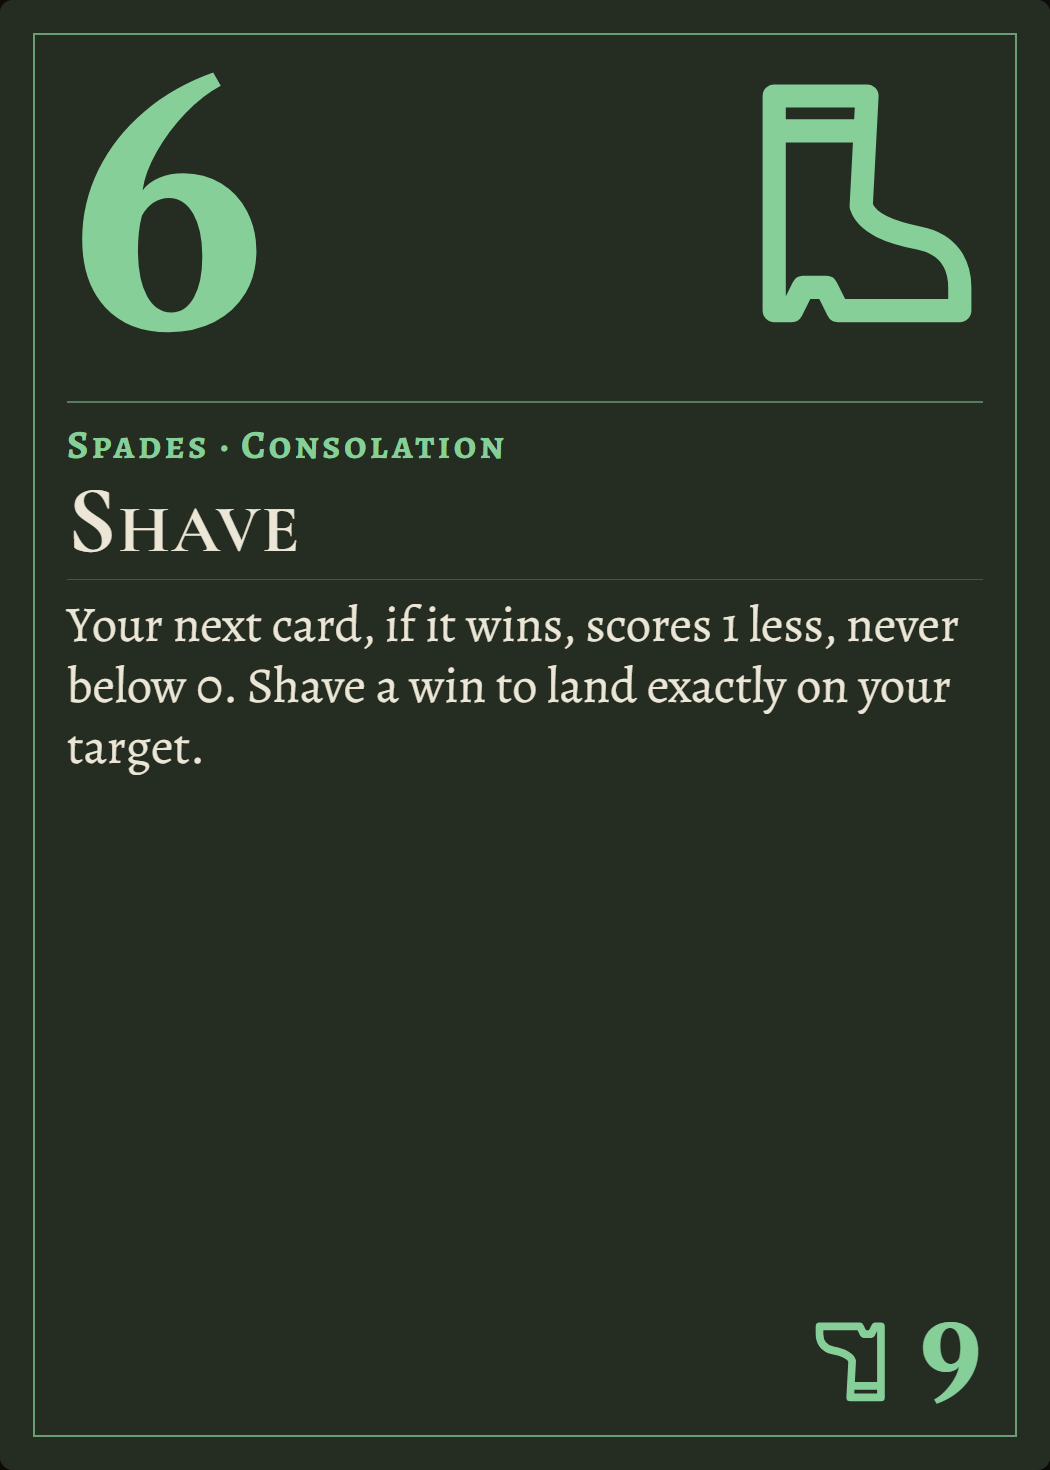 6
Spades · Consolation
Shave
Your next card, if it wins, scores 1 less, never
below 0. Shave a win to land exactly on your
target.
6